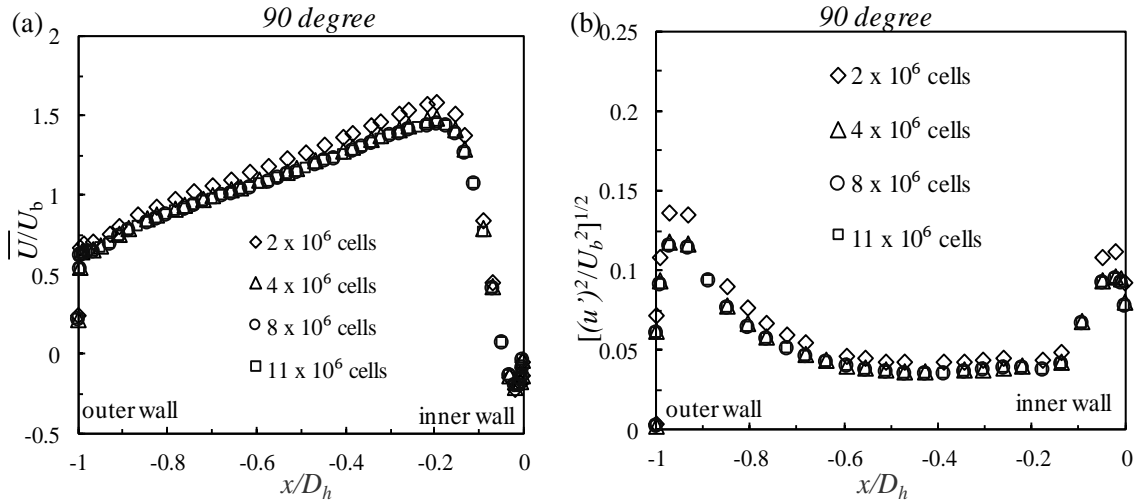 (a)
90 degree
U̅/U_b
2
1.5
1
0.5
0
-0.5
-1
-0.8
-0.6
-0.4
-0.2
0
x/D_h
2 x 10⁶ cells
4 x 10⁶ cells
8 x 10⁶ cells
11 x 10⁶ cells
outer wall
inner wall
(b)
90 degree
[(u’)²/U_b²]^1/2
0.25
0.2
0.15
0.1
0.05
0
-1
-0.8
-0.6
-0.4
-0.2
0
x/D_h
2 x 10⁶ cells
4 x 10⁶ cells
8 x 10⁶ cells
11 x 10⁶ cells
outer wall
inner wall